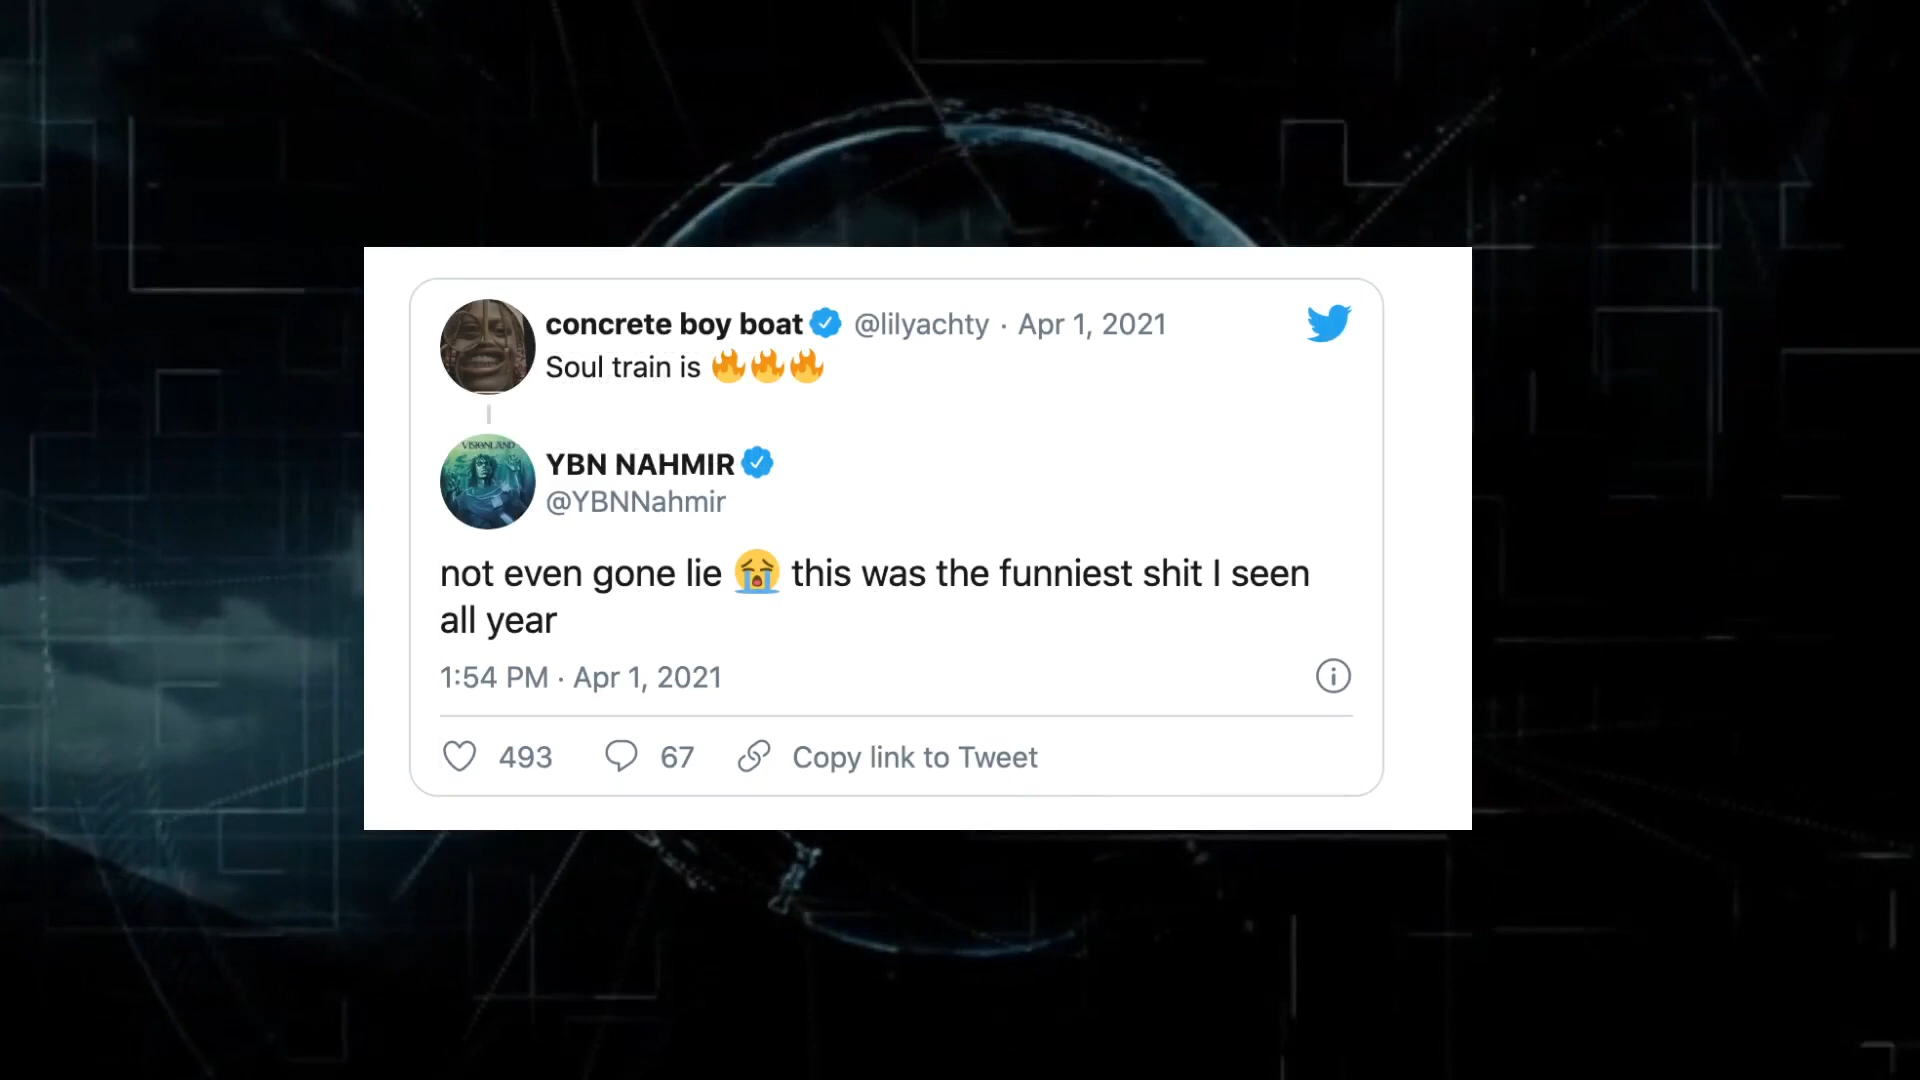 concrete boy boat @lilyachty · Apr 1, 2021
Soul train is 🔥🔥🔥
VISIONLAND
YBN NAHMIR
@YBNNahmir
not even gone lie 😭 this was the funniest shit I seen
all year
1:54 PM · Apr 1, 2021
493 67 Copy link to Tweet